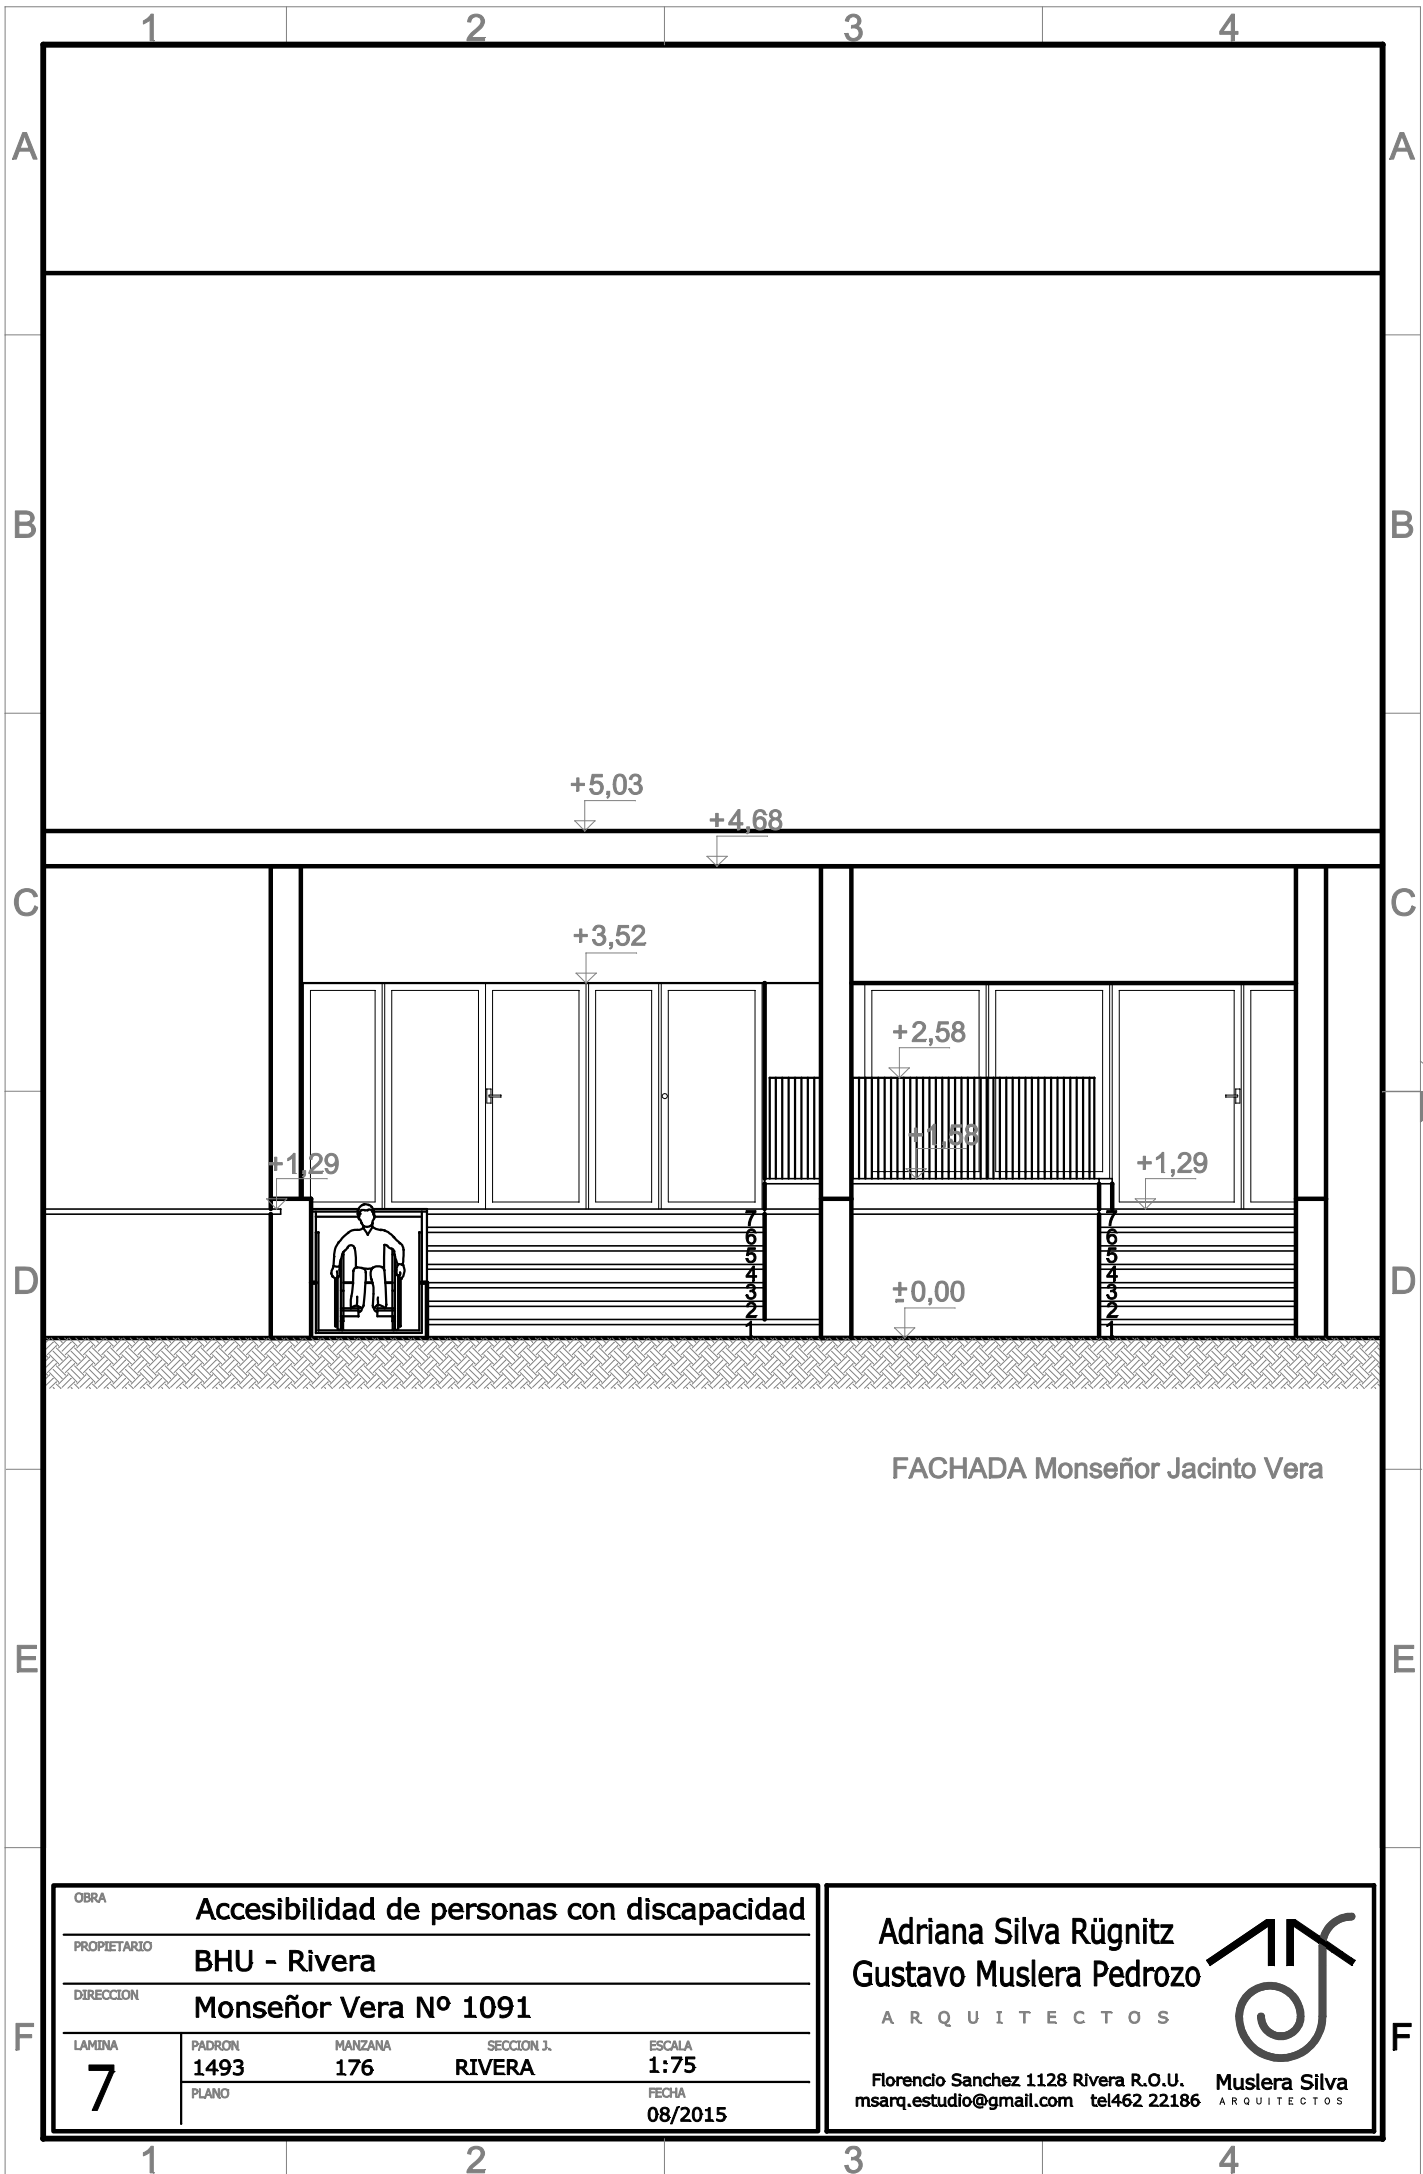 1 2 3 4
A A
B B
+5,03
+4,68
C C
+3,52
+2,58
+1,58
+1,29 +1,29
7 7
6 6
5 5
4 4
D D
3 ±0,00 3
2 2
1 1
FACHADA Monseñor Jacinto Vera
E E
OBRA
Accesibilidad de personas con discapacidad
PROPIETARIO
BHU - Rivera
DIRECCION
Monseñor Vera Nº 1091
LAMINA PADRON MANZANA SECCION J. ESCALA
7 1493 176 RIVERA 1:75
PLANO FECHA
08/2015
Adriana Silva Rügnitz
Gustavo Muslera Pedrozo
ARQUITECTOS
Florencio Sanchez 1128 Rivera R.O.U.
msarq.estudio@gmail.com tel462 22186
Muslera Silva
ARQUITECTOS
F F
1 2 3 4